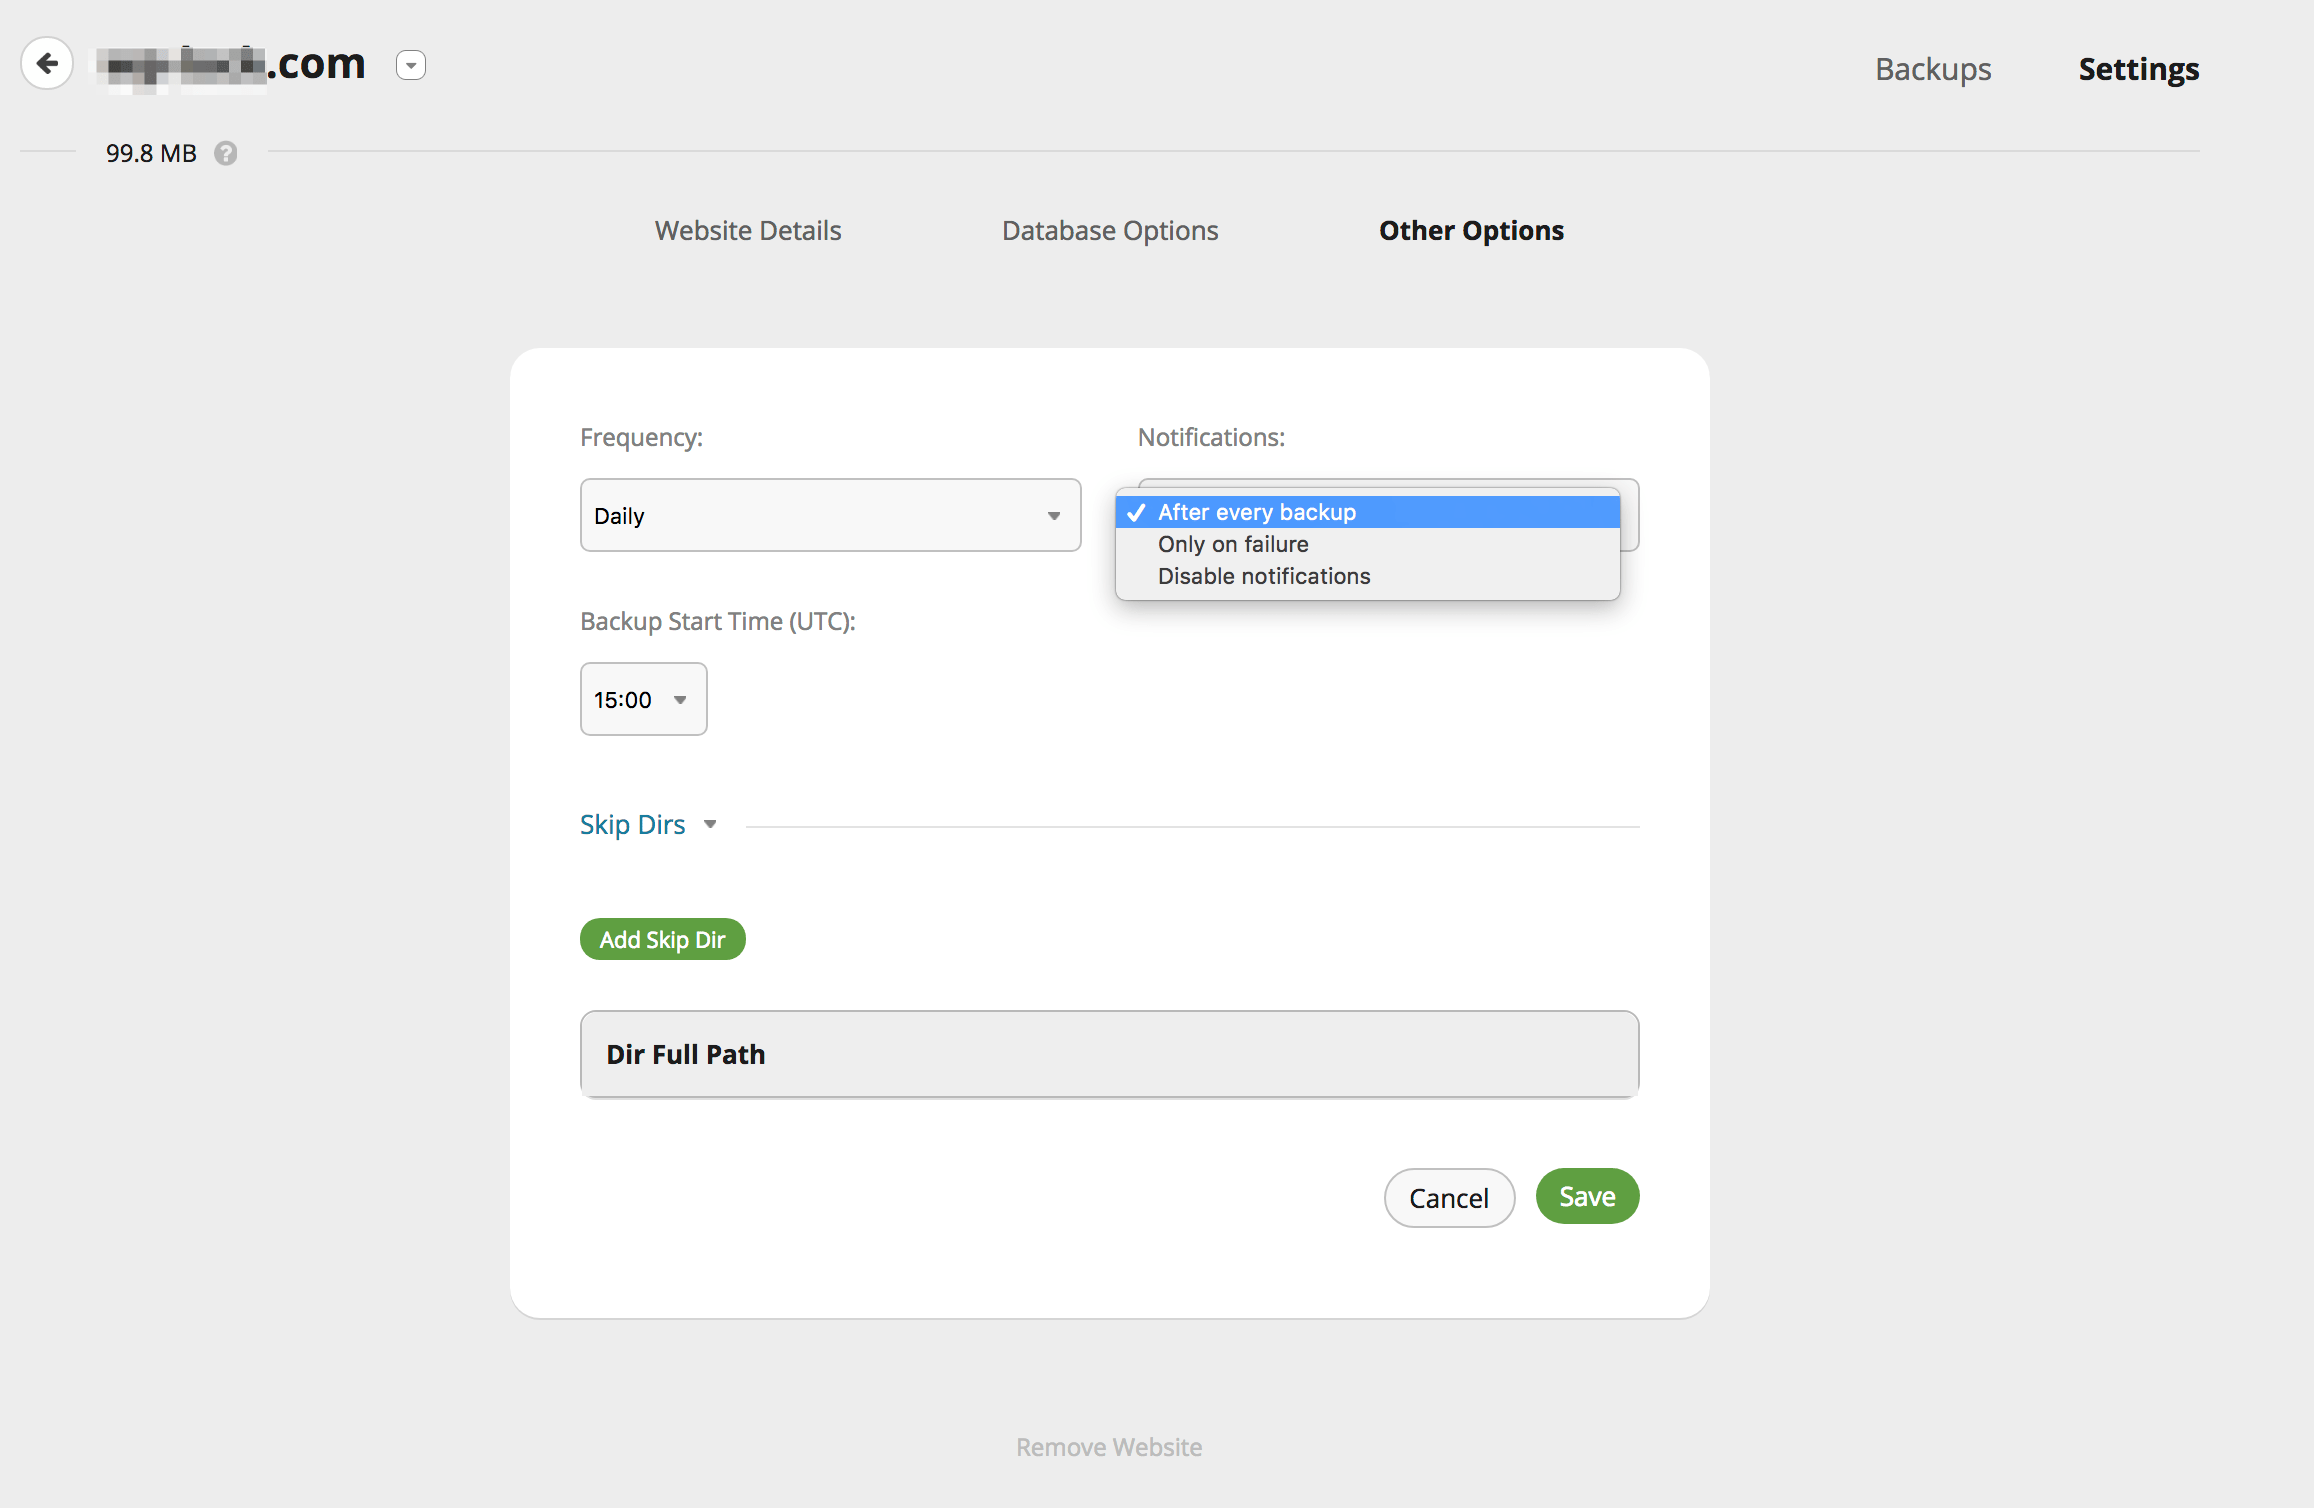 .com
Backups
Settings
99.8 MB
?
Website Details
Database Options
Other Options
Frequency:
Notifications:
Daily
After every backup
Only on failure
Disable notifications
Backup Start Time (UTC):
15:00
Skip Dirs
Add Skip Dir
Dir Full Path
Cancel
Save
Remove Website